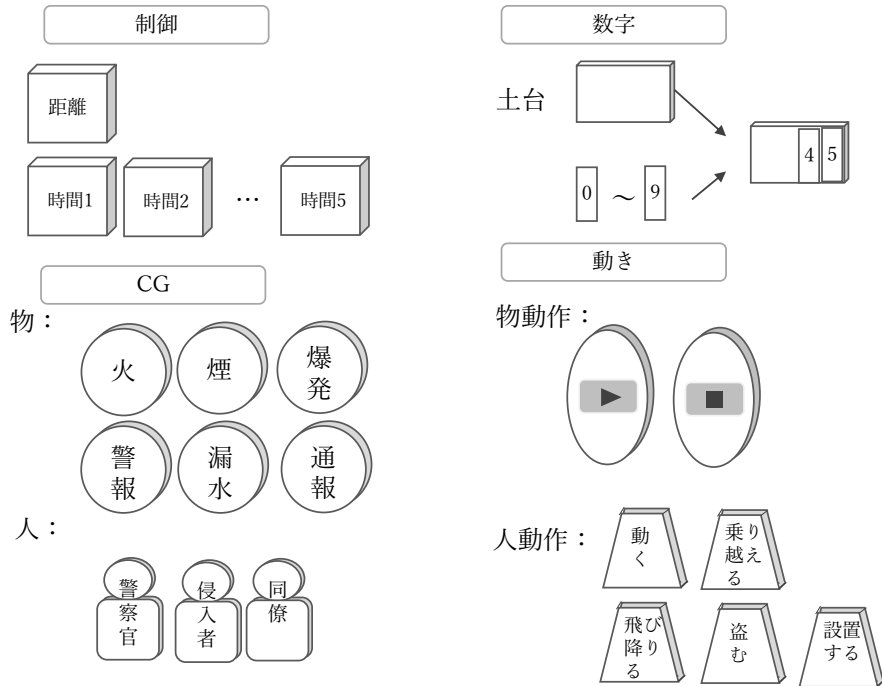 制御
距離
時間1
時間2
…
時間5
数字
土台
0
～
9
4
5
CG
物：
火
煙
爆
発
警
報
漏
水
通
報
人：
警
察
官
侵
入
者
同
僚
動き
物動作：
人動作：
動
く
乗り
越え
る
飛び
降り
る
盗
む
設置
する